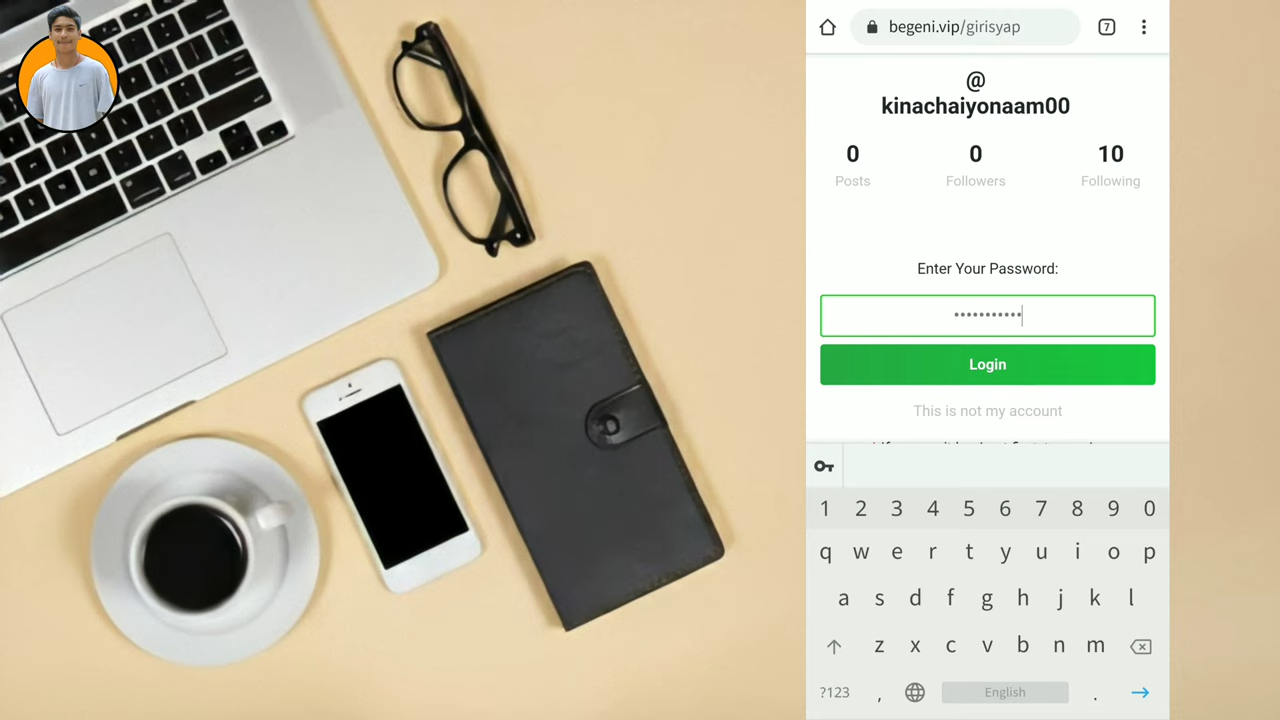 begeni.vip/girisyap
7
@
kinachaiyonaam00
0 0 10
Posts Followers Following
Enter Your Password:
•••••••••••
Login
This is not my account
1 2 3 4 5 6 7 8 9 0
q w e r t y u i o p
a s d f g h j k l
z x c v b n m
?123 , English .